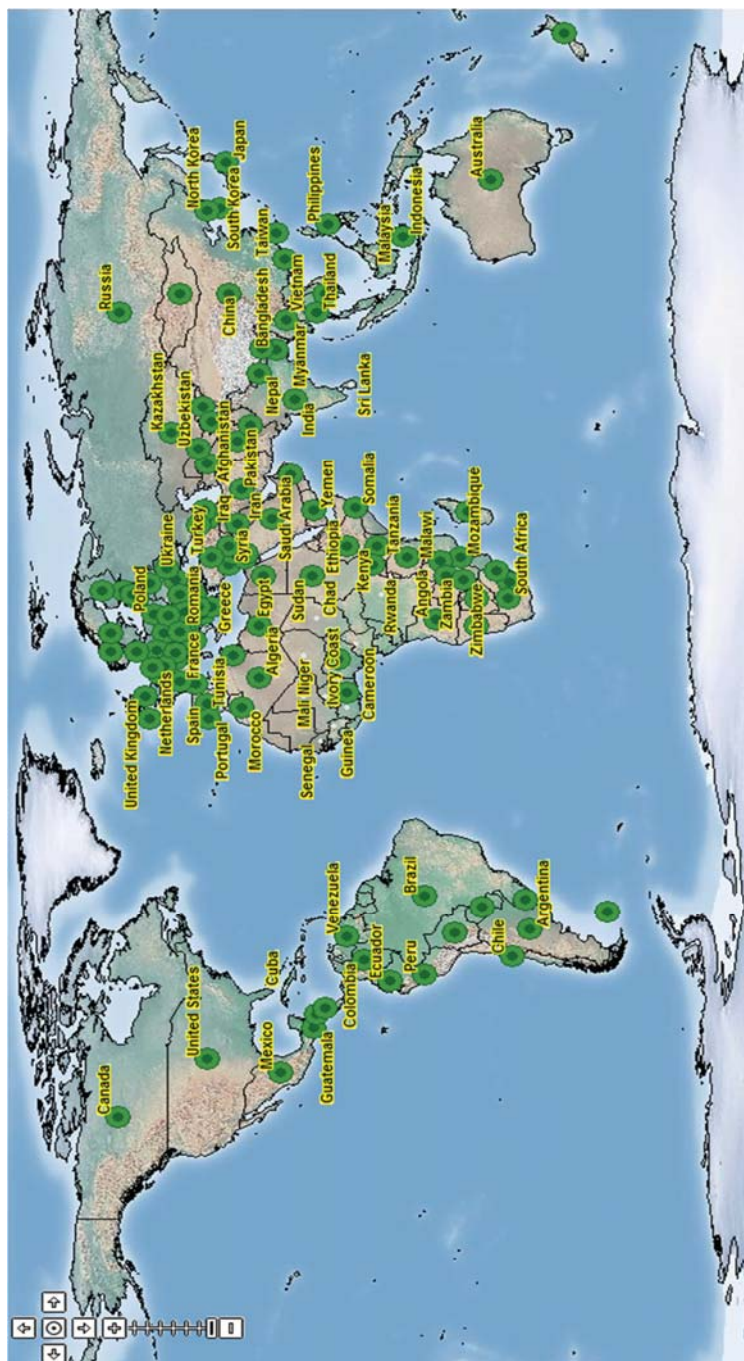 Canada
United States
Mexico
Cuba
Guatemala
Venezuela
Colombia
Ecuador
Peru
Brazil
Chile
Argentina
United Kingdom
Netherlands
Poland
Ukraine
France
Romania
Spain
Portugal
Greece
Turkey
Tunisia
Morocco
Algeria
Egypt
Syria
Iraq
Iran
Saudi Arabia
Yemen
Senegal
Mali
Niger
Chad
Sudan
Guinea
Ivory Coast
Cameroon
Ethiopia
Somalia
Kenya
Rwanda
Tanzania
Angola
Malawi
Zambia
Mozambique
Zimbabwe
South Africa
Russia
Kazakhstan
Uzbekistan
Afghanistan
Pakistan
China
North Korea
South Korea
Japan
Nepal
Bangladesh
India
Myanmar
Taiwan
Vietnam
Thailand
Sri Lanka
Philippines
Malaysia
Indonesia
Australia